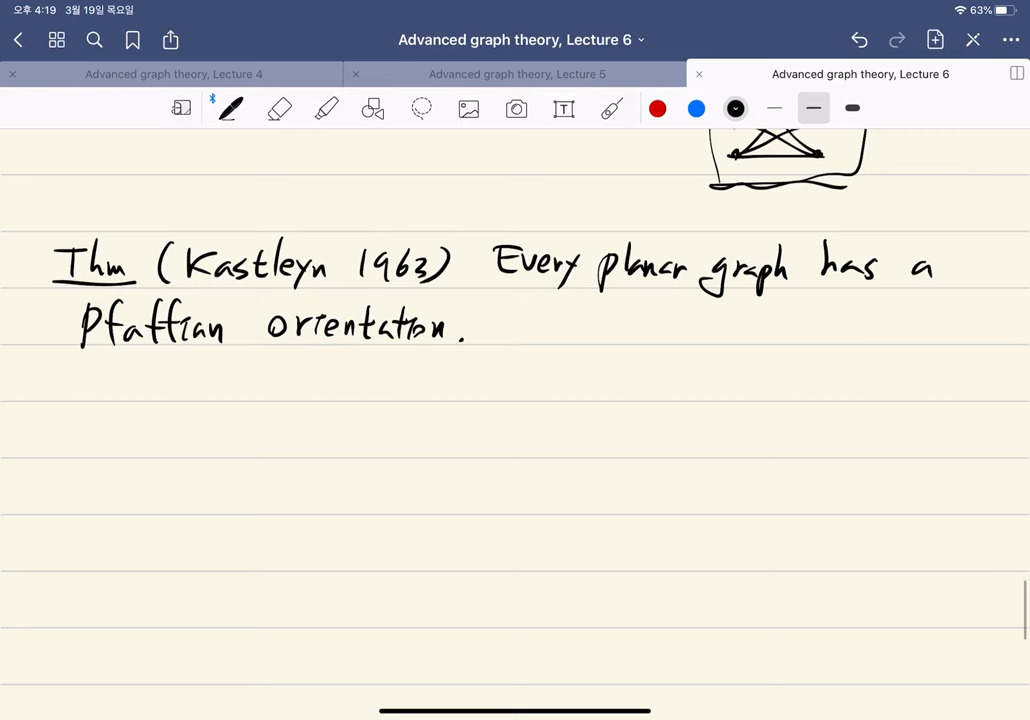 오후 4:19 3월 19일 목요일
63%
Advanced graph theory, Lecture 6
Advanced graph theory, Lecture 4
Advanced graph theory, Lecture 5
Advanced graph theory, Lecture 6
T
Thm (Kastleyn 1963) Every planar graph has a
Pfaffian orientation.